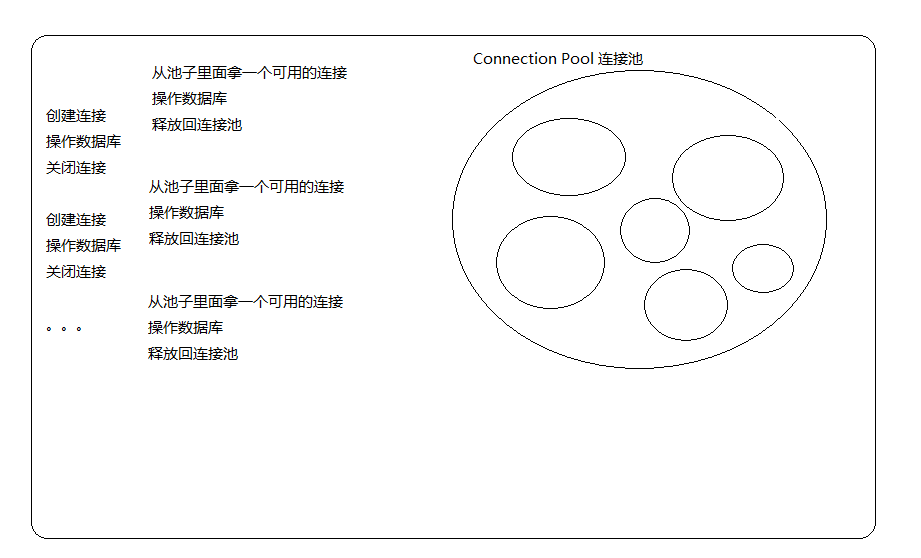 创建连接
操作数据库
关闭连接
创建连接
操作数据库
关闭连接
。。。
从池子里面拿一个可用的连接
操作数据库
释放回连接池
从池子里面拿一个可用的连接
操作数据库
释放回连接池
从池子里面拿一个可用的连接
操作数据库
释放回连接池
Connection Pool 连接池